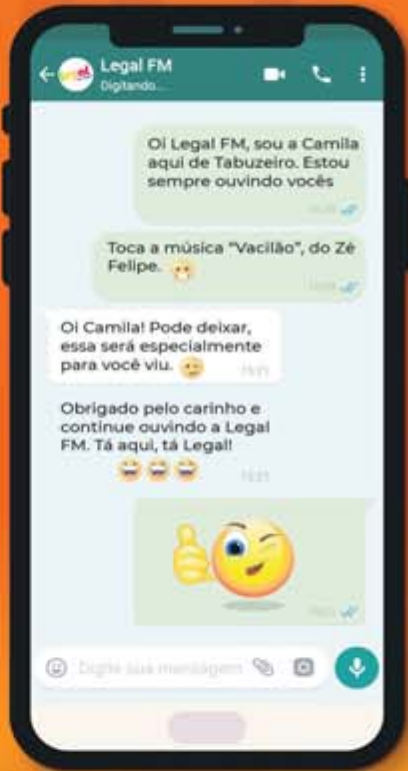 Legal FM
Digitando...
Oi Legal FM, sou a Camila
aqui de Tabuzeiro. Estou
sempre ouvindo vocês
Toca a música “Vacilão”, do Zé
Felipe.
Oi Camila! Pode deixar,
essa será especialmente
para você viu.
Obrigado pelo carinho e
continue ouvindo a Legal
FM. Tá aqui, tá Legal!
Digite sua mensagem